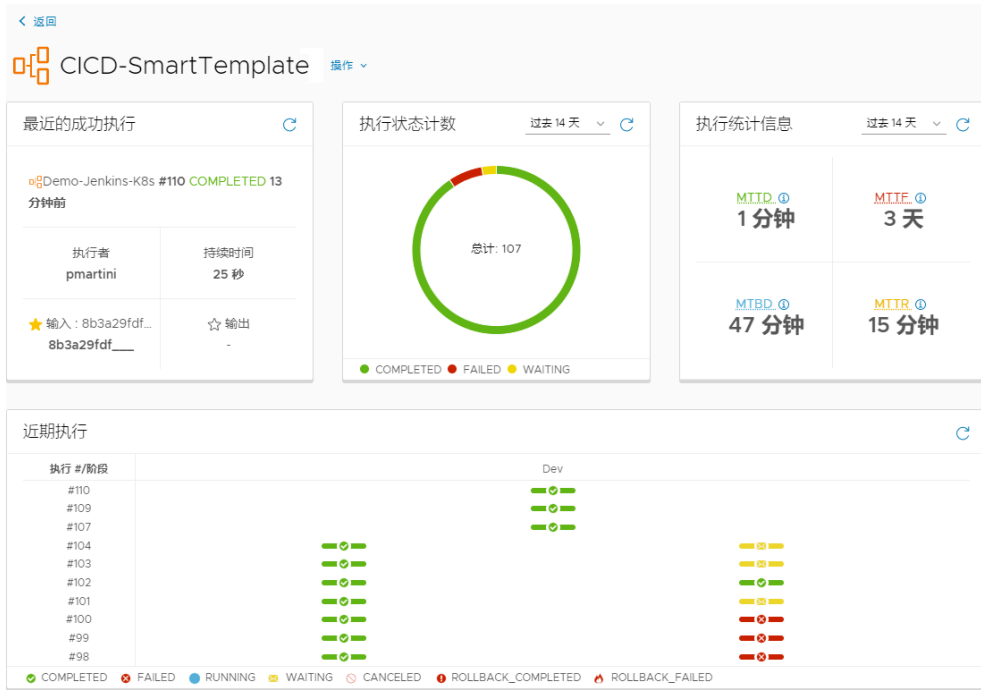 返回
CICD-SmartTemplate 操作
最近的成功执行
Demo-Jenkins-K8s #110 COMPLETED 13
分钟前
执行者 持续时间
pmartini 25 秒
输入 : 8b3a29fdf... 输出
8b3a29fdf___ -
执行状态计数 过去 14 天
总计: 107
COMPLETED FAILED WAITING
执行统计信息 过去 14 天
MTTD MTTF
1 分钟 3 天
MTBD MTTR
47 分钟 15 分钟
近期执行
执行 #/阶段 Dev
#110
#109
#107
#104
#103
#102
#101
#100
#99
#98
COMPLETED FAILED RUNNING WAITING CANCELED ROLLBACK_COMPLETED ROLLBACK_FAILED